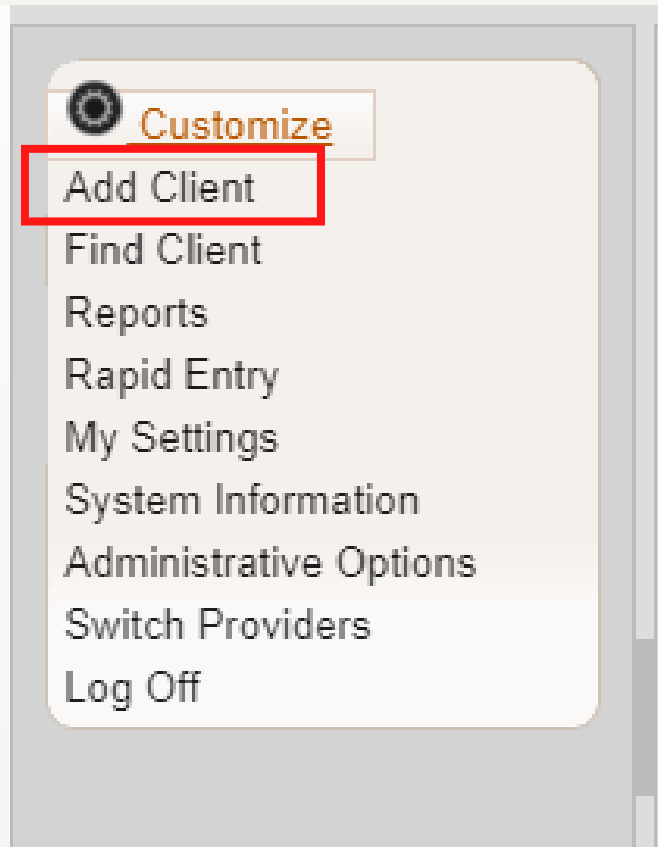 Customize
Add Client
Find Client
Reports
Rapid Entry
My Settings
System Information
Administrative Options
Switch Providers
Log Off